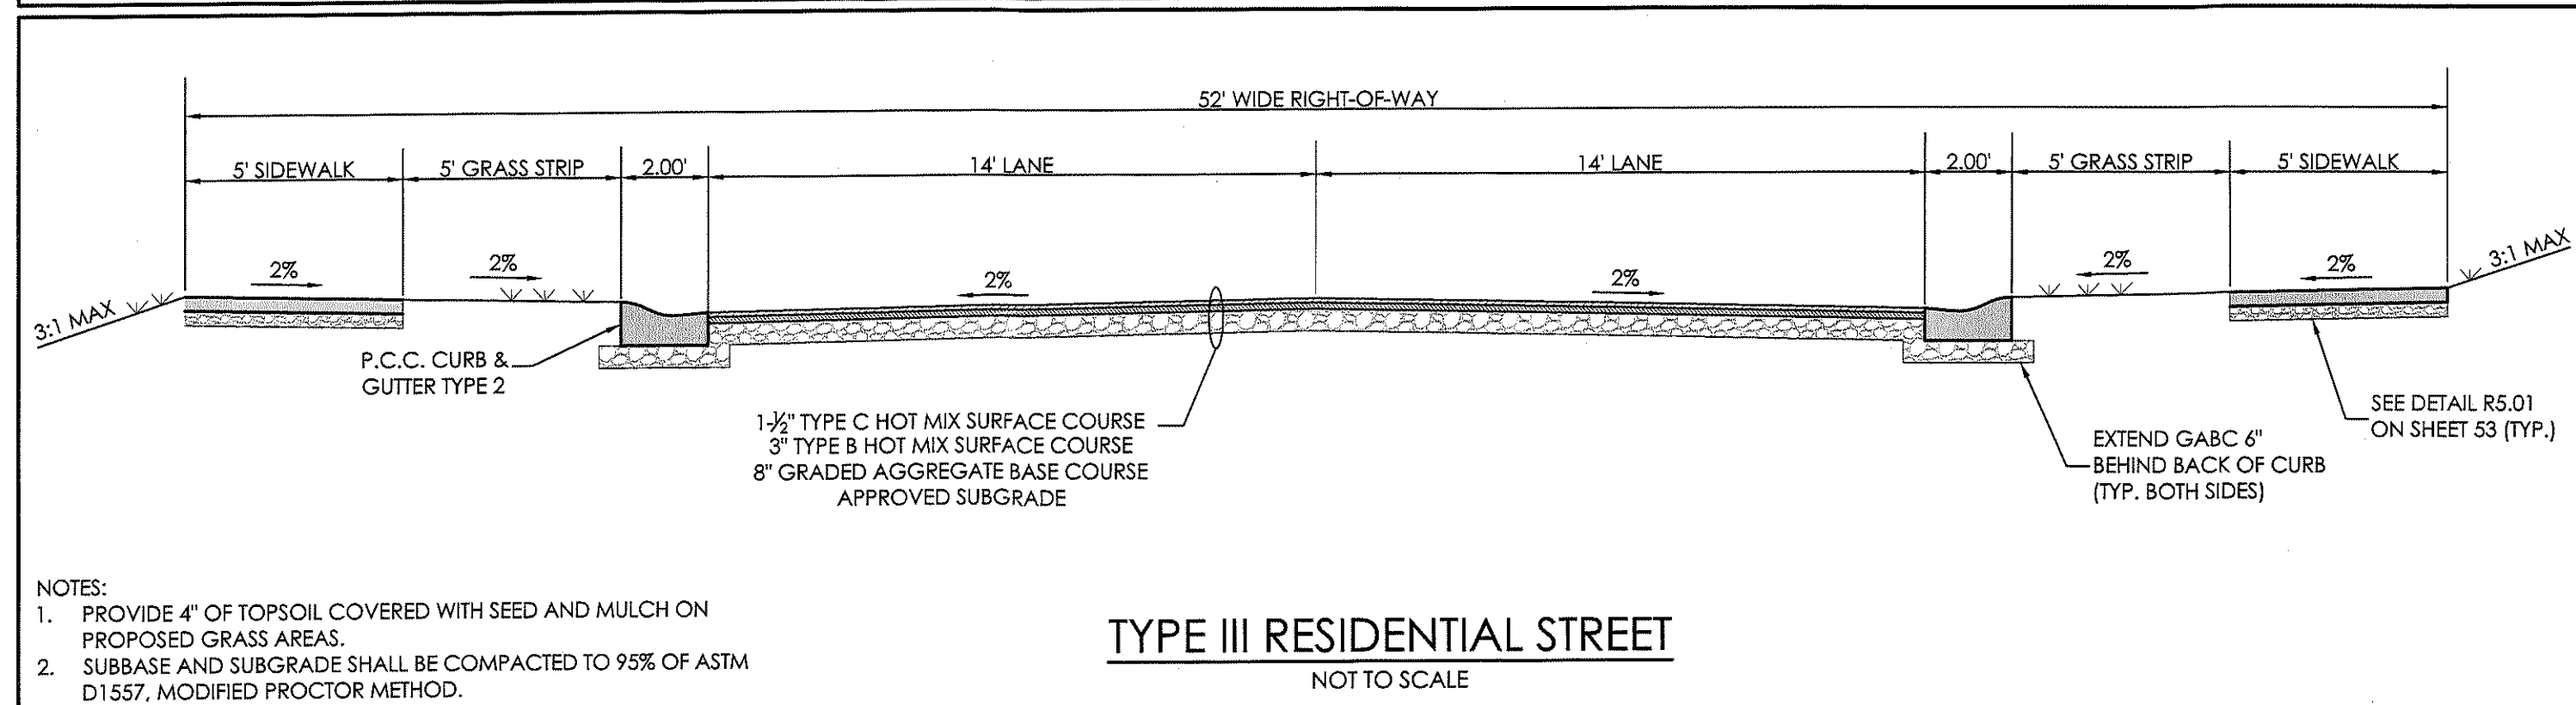 52' WIDE RIGHT-OF-WAY
5' SIDEWALK
5' GRASS STRIP
2.00'
14' LANE
14' LANE
2.00'
5' GRASS STRIP
5' SIDEWALK
2%
2%
2%
2%
2%
2%
3:1 MAX
3:1 MAX
P.C.C. CURB &
GUTTER TYPE 2
1-½" TYPE C HOT MIX SURFACE COURSE
3" TYPE B HOT MIX SURFACE COURSE
8" GRADED AGGREGATE BASE COURSE
APPROVED SUBGRADE
EXTEND GABC 6"
BEHIND BACK OF CURB
(TYP. BOTH SIDES)
SEE DETAIL R5.01
ON SHEET 53 (TYP.)
NOTES:
1. PROVIDE 4" OF TOPSOIL COVERED WITH SEED AND MULCH ON
PROPOSED GRASS AREAS.
2. SUBBASE AND SUBGRADE SHALL BE COMPACTED TO 95% OF ASTM
D1557, MODIFIED PROCTOR METHOD.
TYPE III RESIDENTIAL STREET
NOT TO SCALE